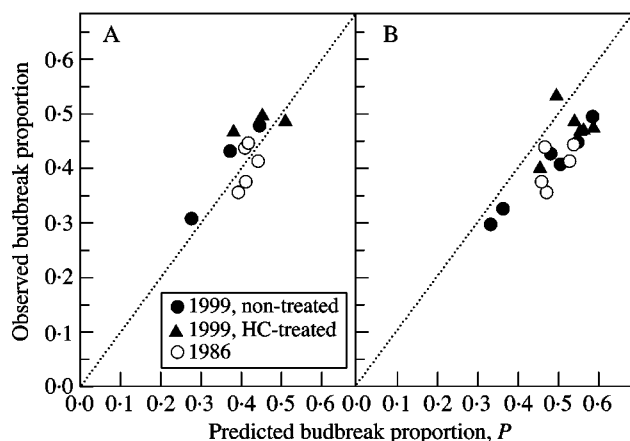 A
B
Observed budbreak proportion
0·6
0·5
0·4
0·3
0·2
0·1
0·0
1999, non-treated
1999, HC-treated
1986
0·0 0·1 0·2 0·3 0·4 0·5 0·6 0·0 0·1 0·2 0·3 0·4 0·5 0·6
Predicted budbreak proportion, P